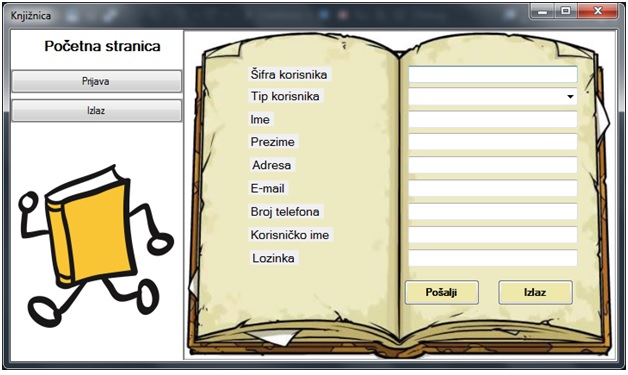 Knjižnica
Početna stranica
Prijava
Izlaz
Šifra korisnika
Tip korisnika
Ime
Prezime
Adresa
E-mail
Broj telefona
Korisničko ime
Lozinka
Pošalji
Izlaz